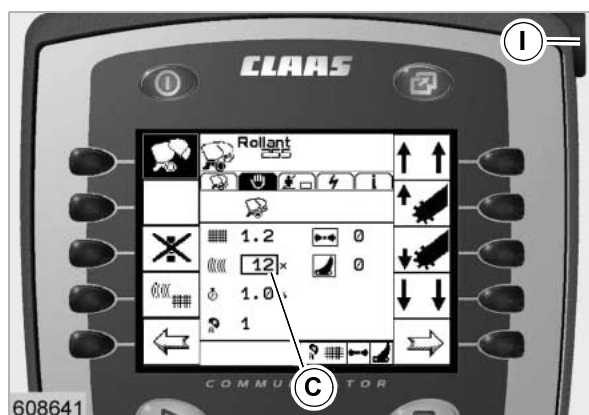 I
CLAAS
Rollant
255
i
1.2 0
12 × 0
1.0
1
C
COMMUNICATOR
608641